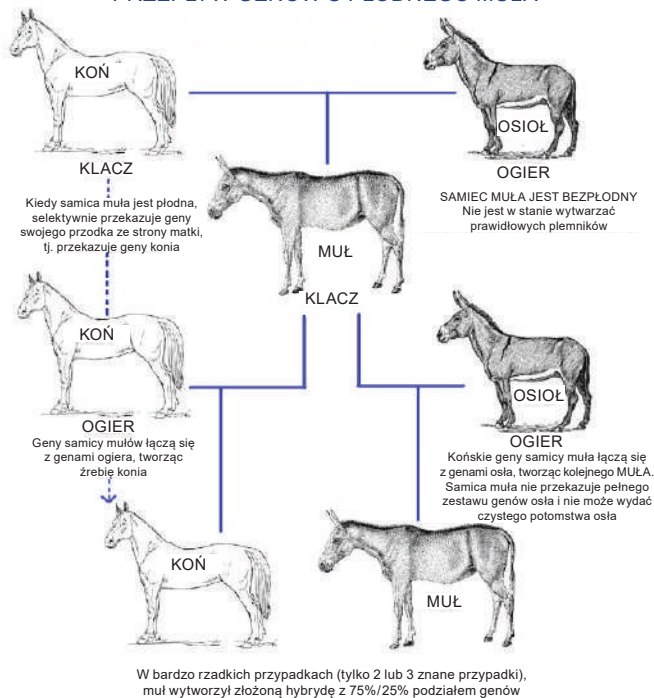 PRZEPŁYW GENÓW U PŁODNEGO MUŁA
KOŃ
OSIOŁ
KLACZ
OGIER
Kiedy samica muła jest płodna,
selektywnie przekazuje geny
swojego przodka ze strony matki,
tj. przekazuje geny konia
SAMIEC MUŁA JEST BEZPŁODNY
Nie jest w stanie wytwarzać
prawidłowych plemników
MUŁ
KLACZ
KOŃ
OSIOŁ
OGIER
Geny samicy mułów łączą się
z genami ogiera, tworząc
źrebię konia
OGIER
Końskie geny samicy muła łączą się
z genami osła, tworząc kolejnego MUŁA.
Samica muła nie przekazuje pełnego
zestawu genów osła i nie może wydać
czystego potomstwa osła
KOŃ
MUŁ
W bardzo rzadkich przypadkach (tylko 2 lub 3 znane przypadki),
muł wytworzył złożoną hybrydę z 75%/25% podziałem genów